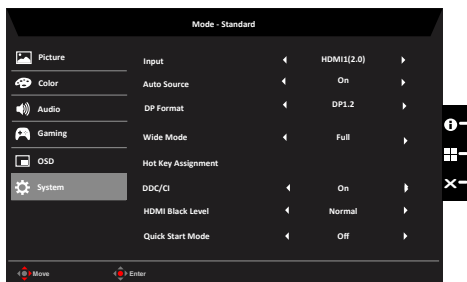 Mode - Standard
Picture
Color
Audio
Gaming
OSD
System
Input HDMI1(2.0)
Auto Source On
DP Format DP1.2
Wide Mode Full
Hot Key Assignment
DDC/CI On
HDMI Black Level Normal
Quick Start Mode Off
Move Enter